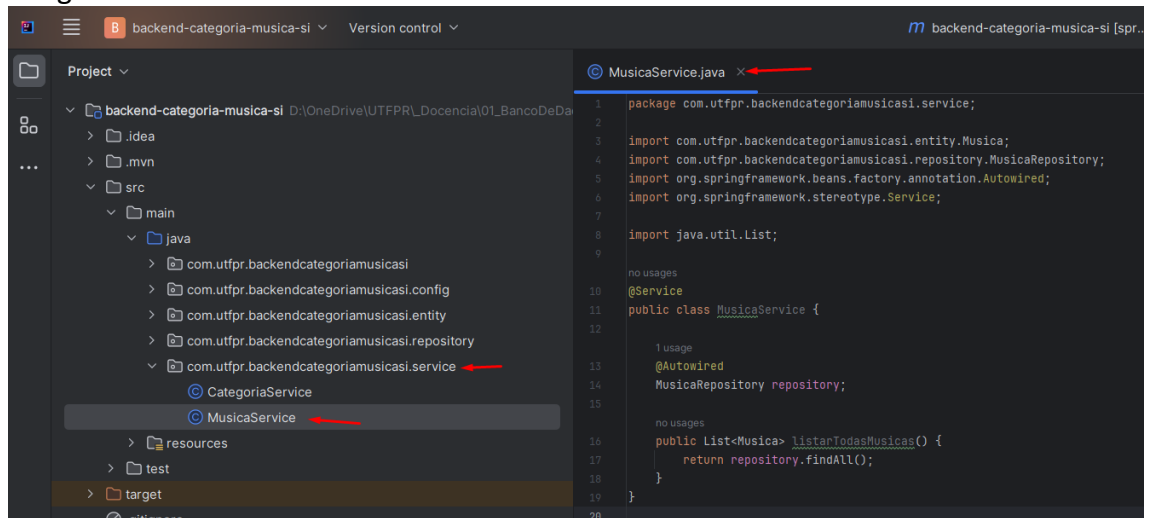 B backend-categoria-musica-si Version control m backend-categoria-musica-si [spr...
Project
backend-categoria-musica-si D:\OneDrive\UTFPR\_Docencia\01_BancoDeDa
.idea
.mvn
src
main
java
com.utfpr.backendcategoriamusicasi
com.utfpr.backendcategoriamusicasi.config
com.utfpr.backendcategoriamusicasi.entity
com.utfpr.backendcategoriamusicasi.repository
com.utfpr.backendcategoriamusicasi.service
CategoriaService
MusicaService
resources
test
target
MusicaService.java
1 package com.utfpr.backendcategoriamusicasi.service;
2
3 import com.utfpr.backendcategoriamusicasi.entity.Musica;
4 import com.utfpr.backendcategoriamusicasi.repository.MusicaRepository;
5 import org.springframework.beans.factory.annotation.Autowired;
6 import org.springframework.stereotype.Service;
7
8 import java.util.List;
9
no usages
10 @Service
11 public class MusicaService {
12
1 usage
13 @Autowired
14 MusicaRepository repository;
15
no usages
16 public List<Musica> listarTodasMusicas() {
17 return repository.findAll();
18 }
19 }
20